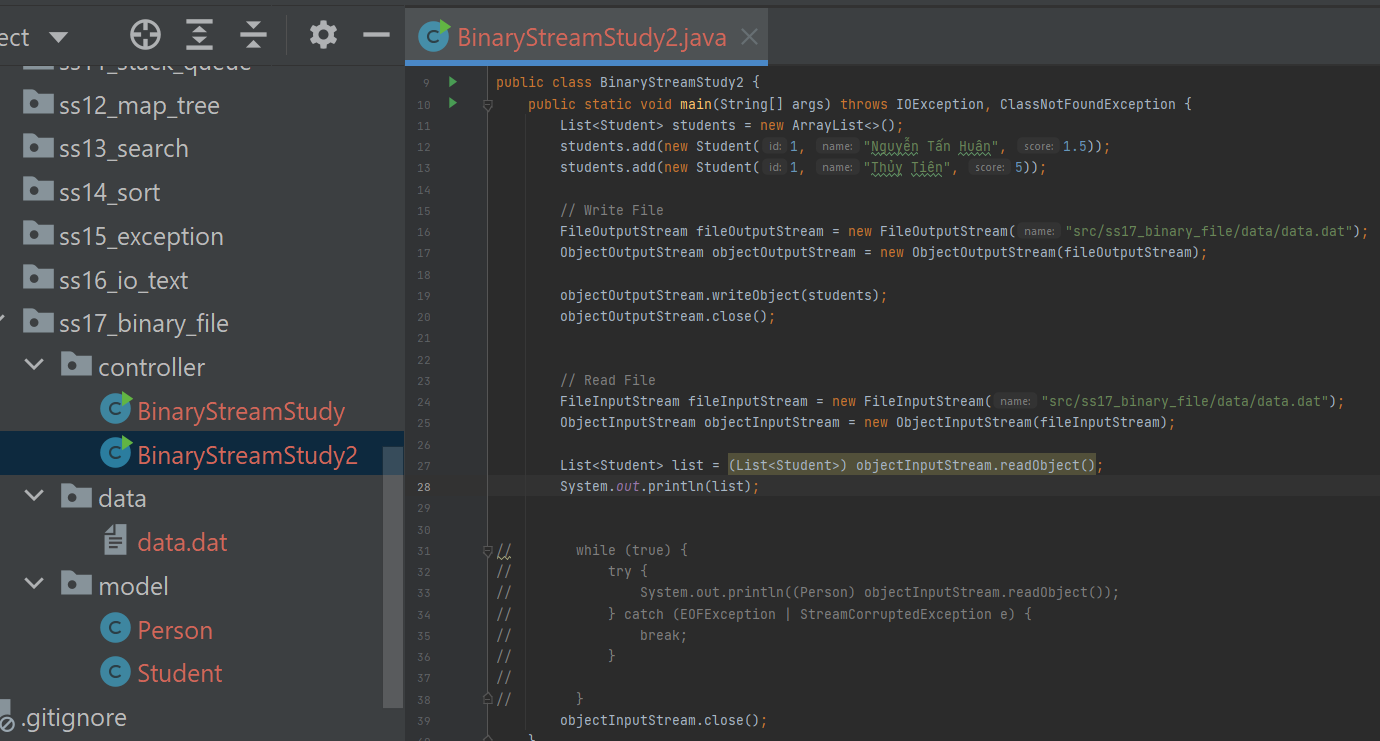 ect
BinaryStreamStudy2.java
ss11_stack_queue
ss12_map_tree
ss13_search
ss14_sort
ss15_exception
ss16_io_text
ss17_binary_file
controller
BinaryStreamStudy
BinaryStreamStudy2
data
data.dat
model
Person
Student
.gitignore
9 public class BinaryStreamStudy2 {
10 public static void main(String[] args) throws IOException, ClassNotFoundException {
11 List<Student> students = new ArrayList<>();
12 students.add(new Student( id: 1, name: "Nguyễn Tấn Huân", score: 1.5));
13 students.add(new Student( id: 1, name: "Thủy Tiên", score: 5));
14
15 // Write File
16 FileOutputStream fileOutputStream = new FileOutputStream( name: "src/ss17_binary_file/data/data.dat");
17 ObjectOutputStream objectOutputStream = new ObjectOutputStream(fileOutputStream);
18
19 objectOutputStream.writeObject(students);
20 objectOutputStream.close();
21
22
23 // Read File
24 FileInputStream fileInputStream = new FileInputStream( name: "src/ss17_binary_file/data/data.dat");
25 ObjectInputStream objectInputStream = new ObjectInputStream(fileInputStream);
26
27 List<Student> list = (List<Student>) objectInputStream.readObject();
28 System.out.println(list);
29
30
31 // while (true) {
32 // try {
33 // System.out.println((Person) objectInputStream.readObject());
34 // } catch (EOFException | StreamCorruptedException e) {
35 // break;
36 // }
37 //
38 // }
39 objectInputStream.close();
40 }